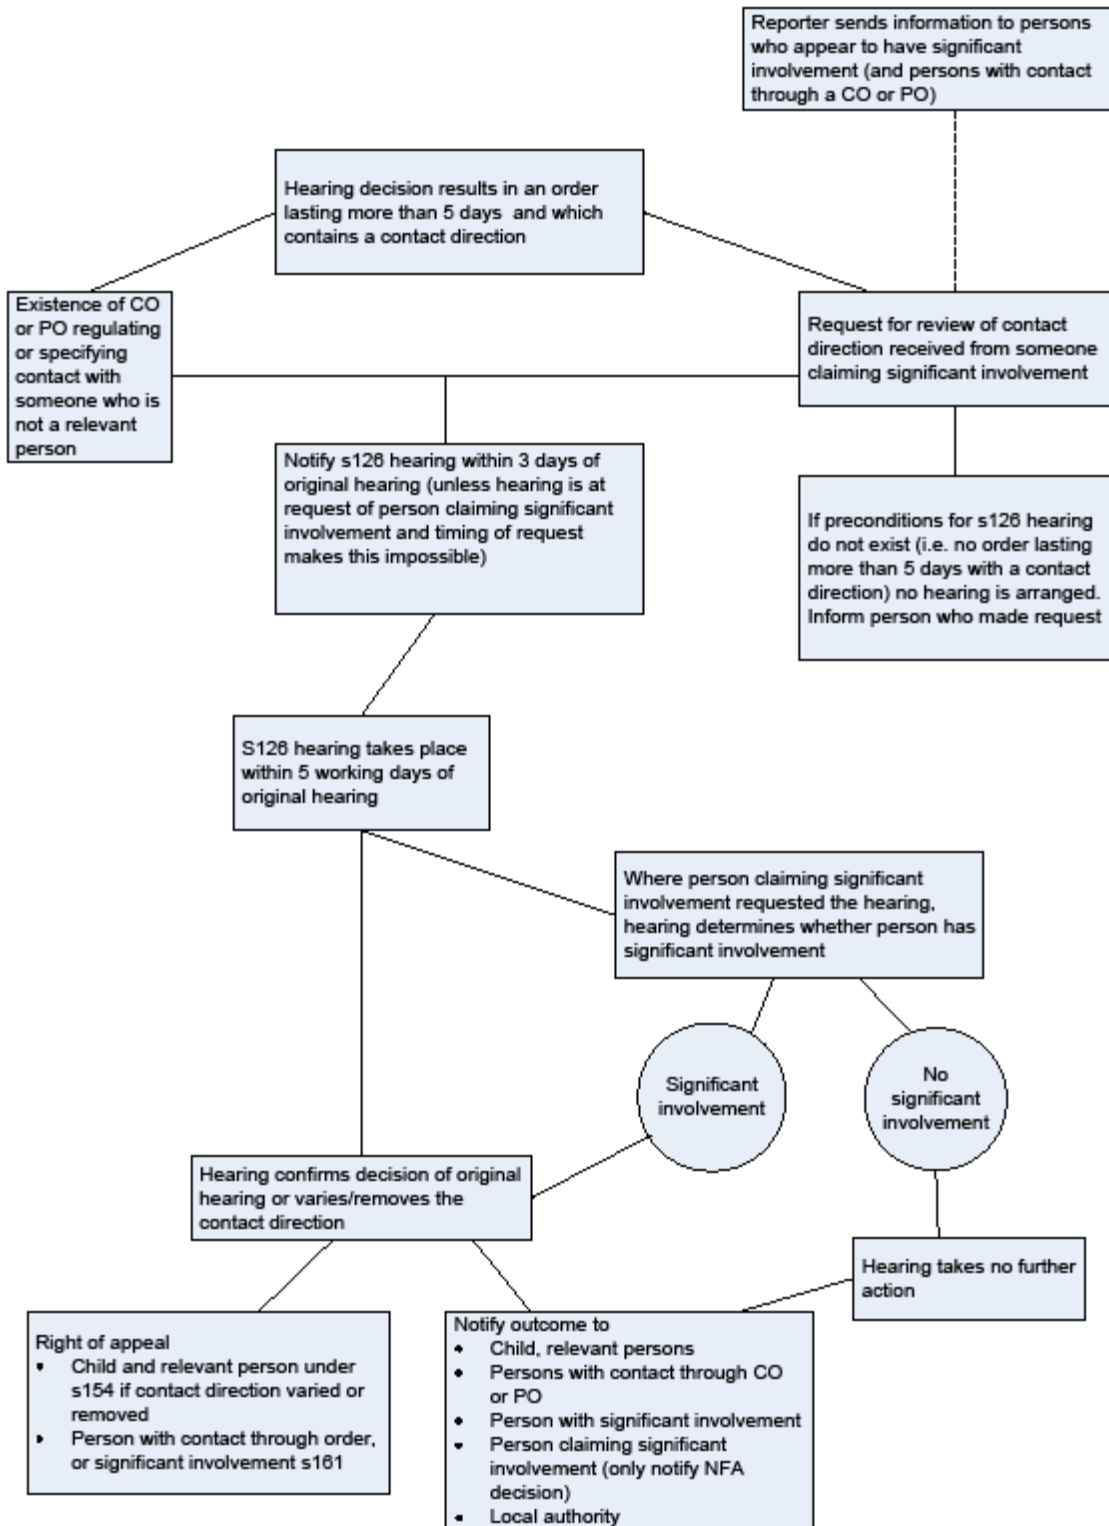 Reporter sends information to persons
who appear to have significant
involvement (and persons with contact
through a CO or PO)
Hearing decision results in an order
lasting more than 5 days and which
contains a contact direction
Existence of CO
or PO regulating
or specifying
contact with
someone who is
not a relevant
person
Request for review of contact
direction received from someone
claiming significant involvement
Notify s126 hearing within 3 days of
original hearing (unless hearing is at
request of person claiming significant
involvement and timing of request
makes this impossible)
If preconditions for s126 hearing
do not exist (i.e. no order lasting
more than 5 days with a contact
direction) no hearing is arranged.
Inform person who made request
S126 hearing takes place
within 5 working days of
original hearing
Where person claiming significant
involvement requested the hearing,
hearing determines whether person has
significant involvement
Significant
involvement
No
significant
involvement
Hearing confirms decision of original
hearing or varies/removes the
contact direction
Hearing takes no further
action
Right of appeal
• Child and relevant person under
s154 if contact direction varied or
removed
• Person with contact through order,
or significant involvement s161
Notify outcome to
• Child, relevant persons
• Persons with contact through CO
or PO
• Person with significant involvement
• Person claiming significant
involvement (only notify NFA
decision)
• Local authority